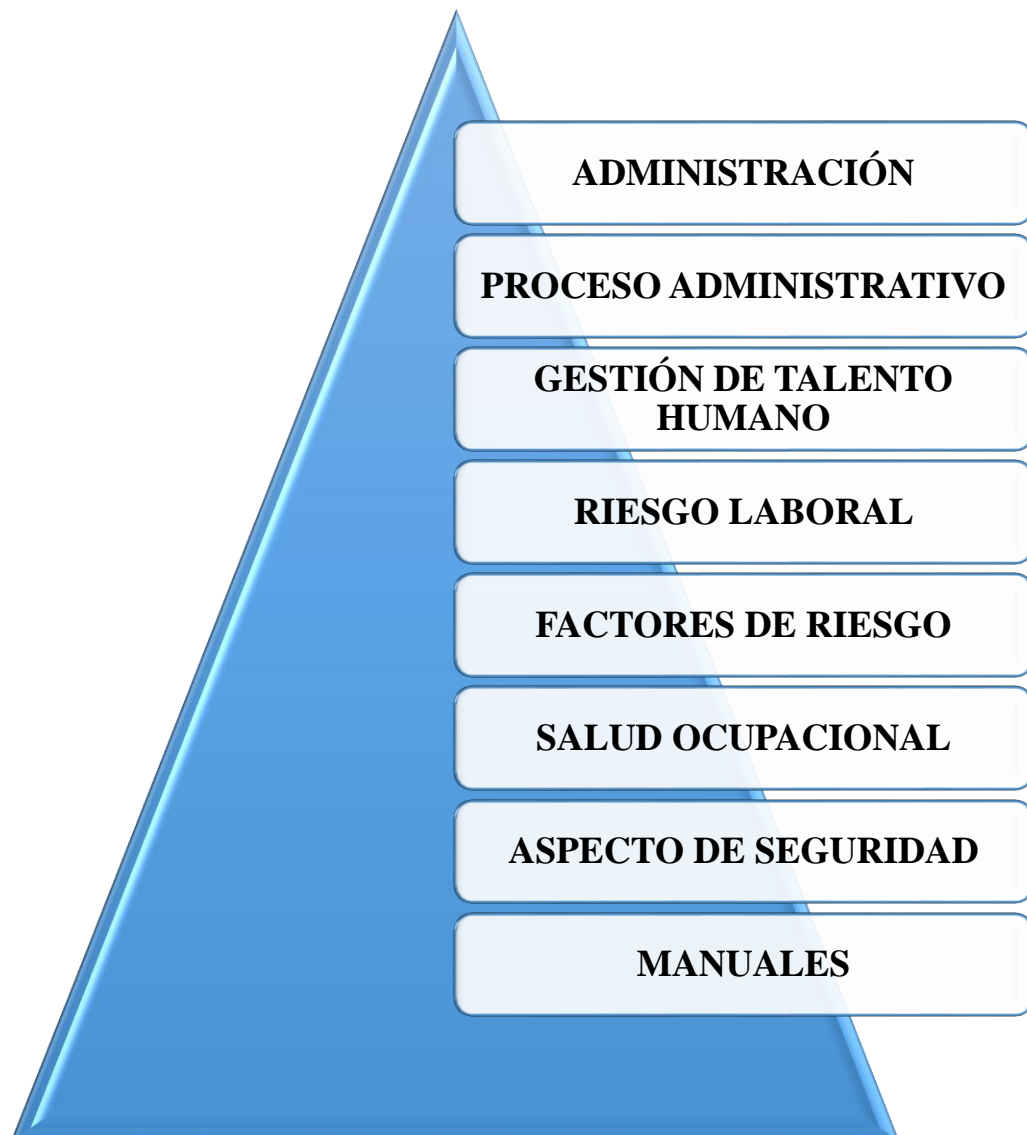 ADMINISTRACIÓN
PROCESO ADMINISTRATIVO
GESTIÓN DE TALENTO
HUMANO
RIESGO LABORAL
FACTORES DE RIESGO
SALUD OCUPACIONAL
ASPECTO DE SEGURIDAD
MANUALES